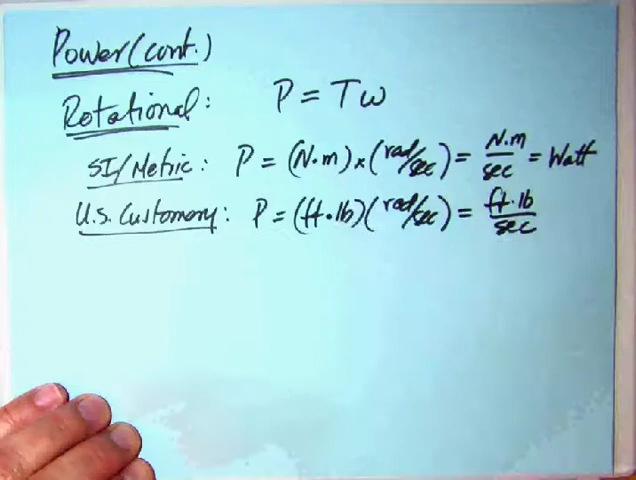 Power (cont.)
Rotational: P = Tω
SI/Metric: P = (N·m) × (rad/sec) = N·m/sec = Watt
U.S. Customary: P = (ft·lb)(rad/sec) = ft·lb/sec